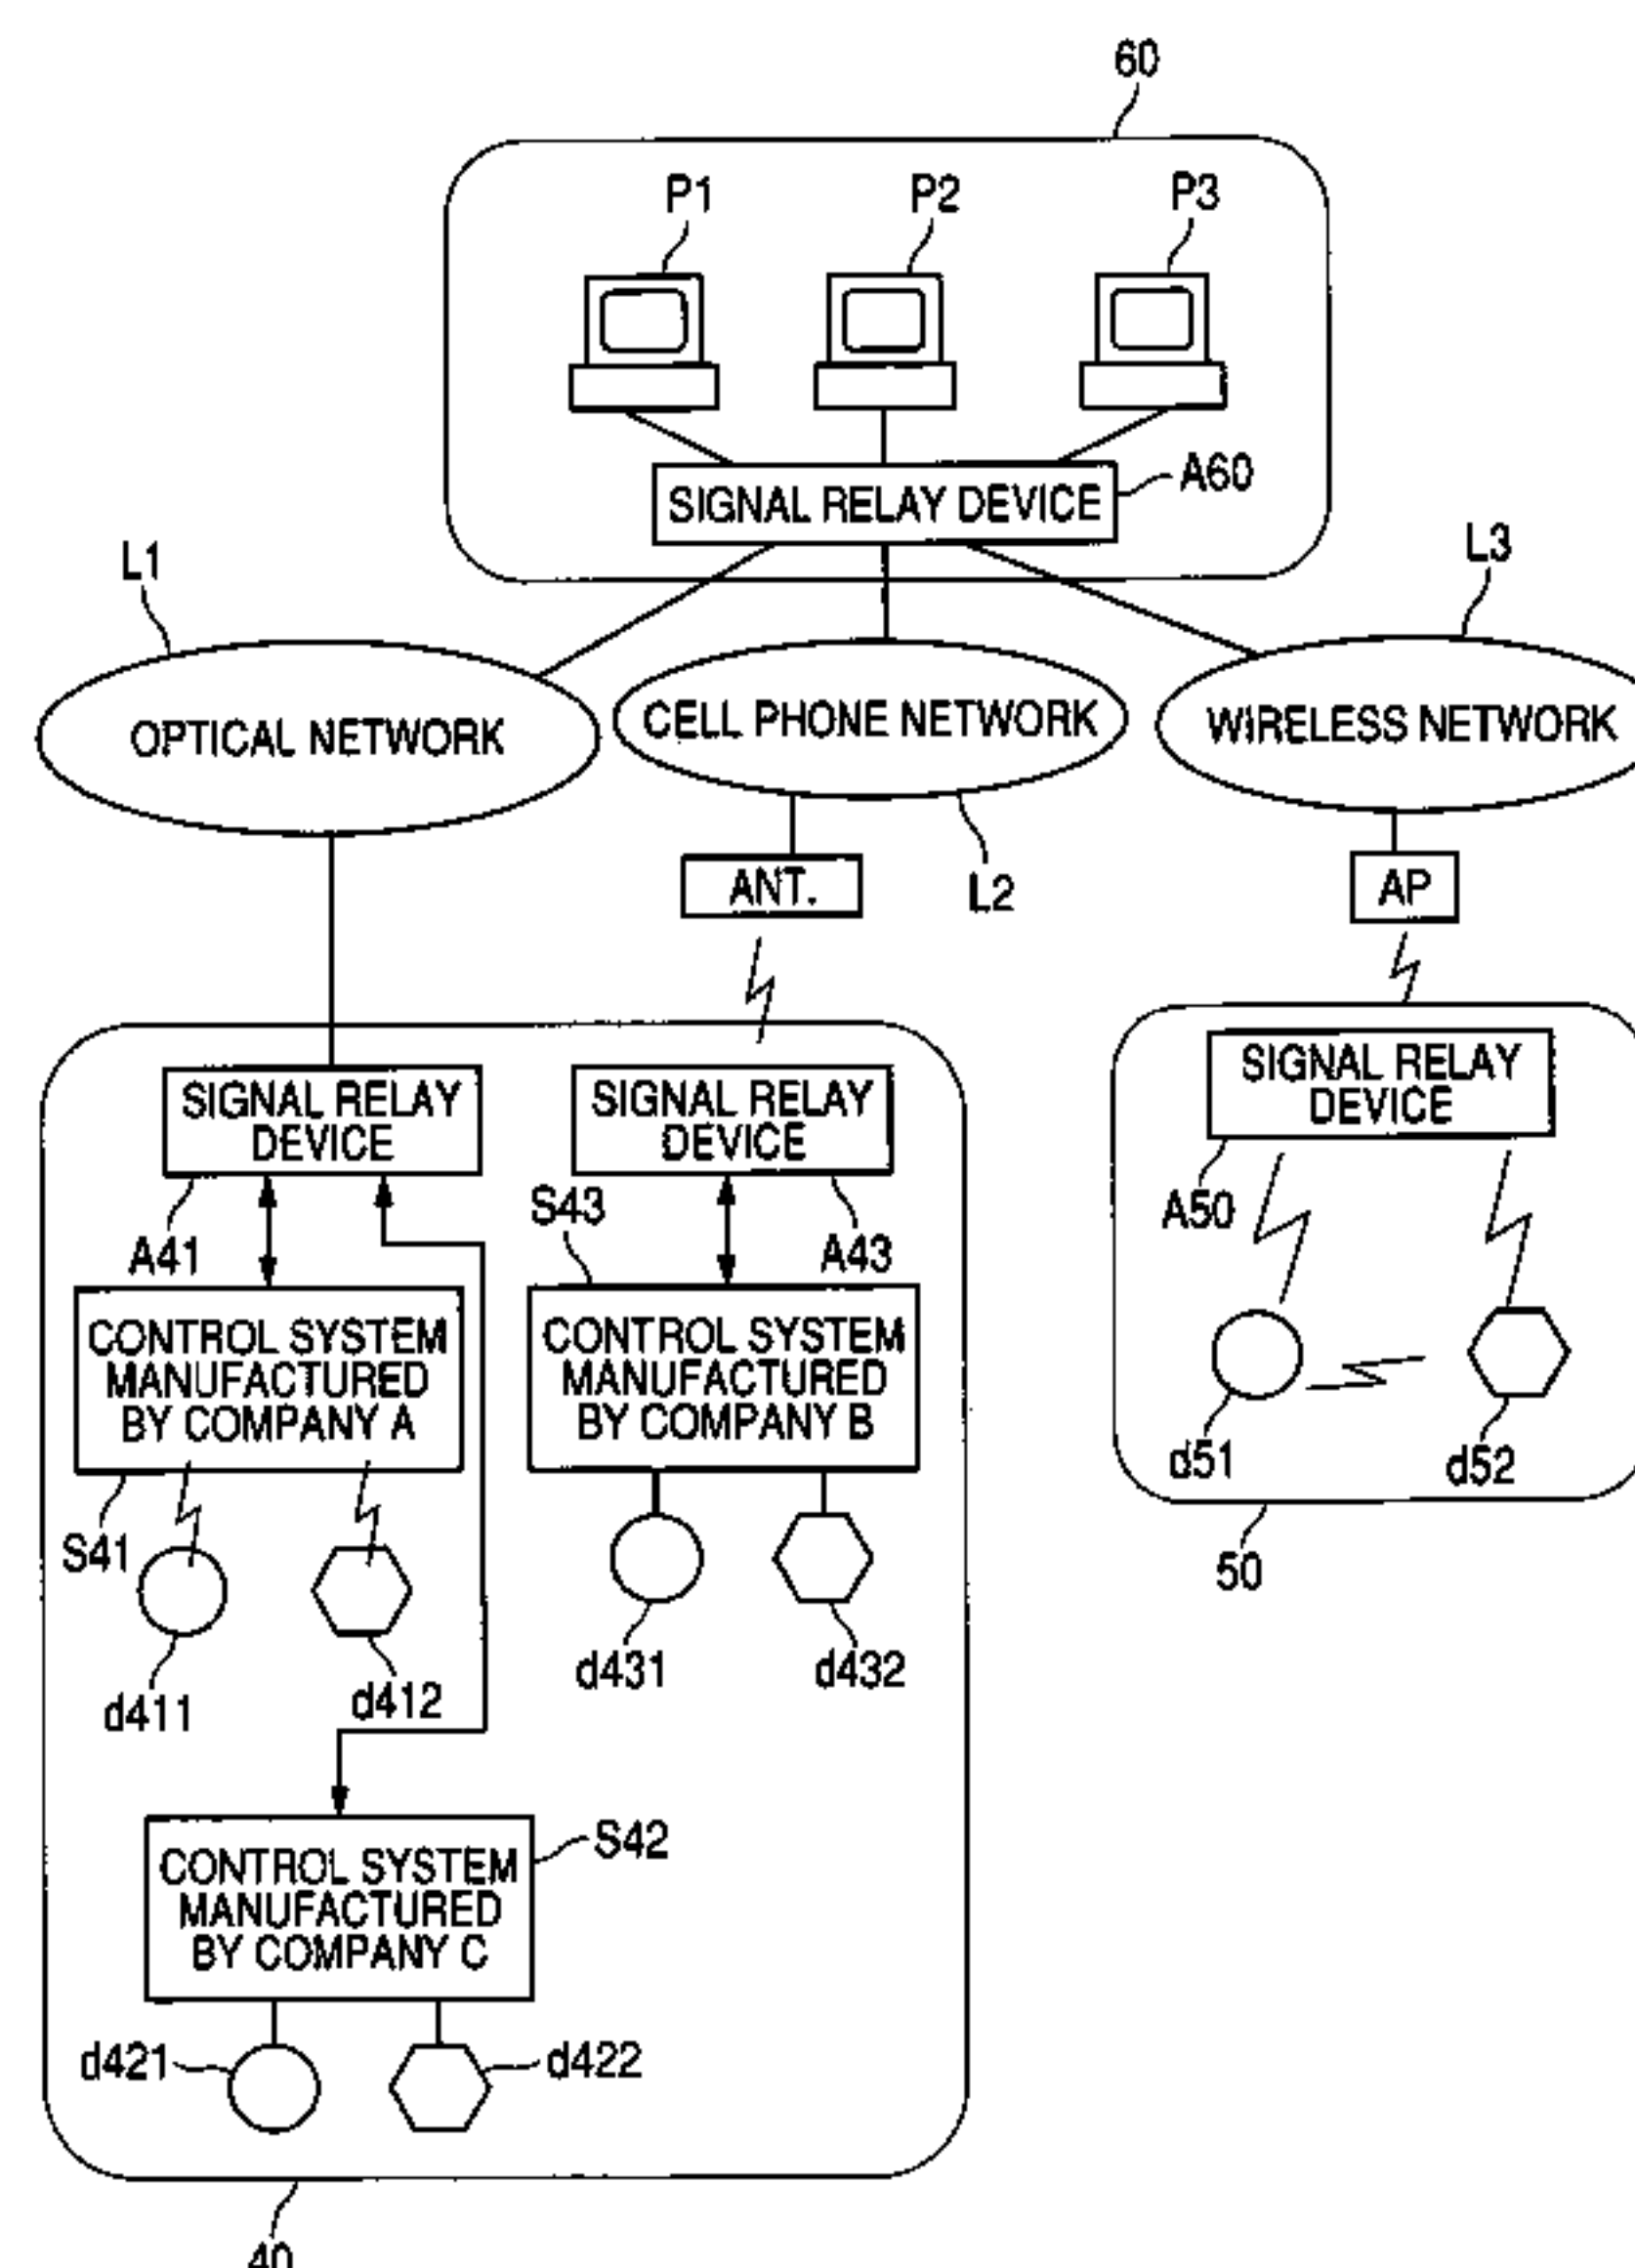 60
P1
P2
P3
SIGNAL RELAY DEVICE
A60
L1
L3
OPTICAL NETWORK
CELL PHONE NETWORK
WIRELESS NETWORK
ANT.
L2
AP
SIGNAL RELAY
DEVICE
A41
SIGNAL RELAY
DEVICE
S43
A43
SIGNAL RELAY
DEVICE
A50
CONTROL SYSTEM
MANUFACTURED
BY COMPANY A
S41
CONTROL SYSTEM
MANUFACTURED
BY COMPANY B
d51
d52
50
d411
d412
d431
d432
CONTROL SYSTEM
MANUFACTURED
BY COMPANY C
S42
d421
d422
40